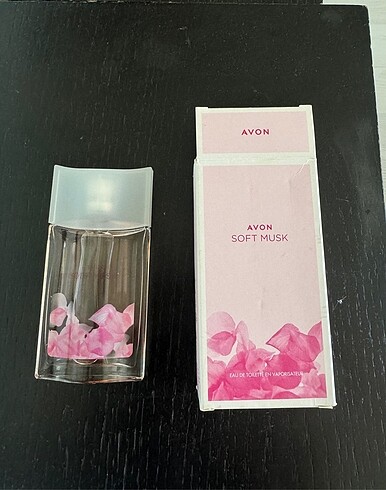 AVON
AVON
SOFT MUSK
EAU DE TOILETTE EN VAPORISATEUR